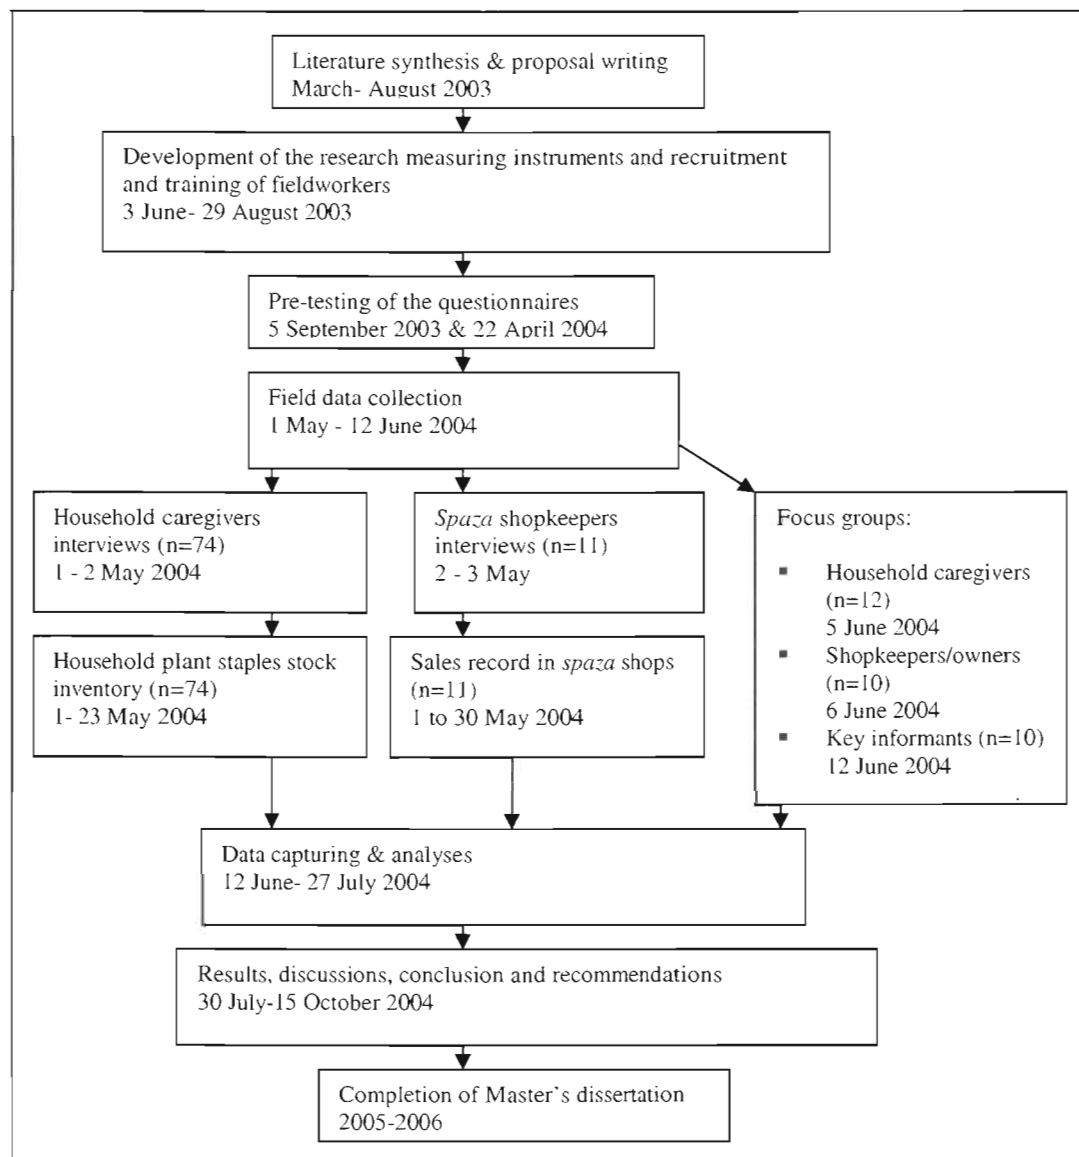 Literature synthesis & proposal writing
March- August 2003
Development of the research measuring instruments and recruitment
and training of fieldworkers
3 June- 29 August 2003
Pre-testing of the questionnaires
5 September 2003 & 22 April 2004
Field data collection
1 May - 12 June 2004
Household caregivers
interviews (n=74)
1 - 2 May 2004
Spaza shopkeepers
interviews (n=11)
2 - 3 May
Focus groups:
▪ Household caregivers
(n=12)
5 June 2004
▪ Shopkeepers/owners
(n=10)
6 June 2004
▪ Key informants (n=10)
12 June 2004
Household plant staples stock
inventory (n=74)
1- 23 May 2004
Sales record in spaza shops
(n=11)
1 to 30 May 2004
Data capturing & analyses
12 June- 27 July 2004
Results, discussions, conclusion and recommendations
30 July-15 October 2004
Completion of Master's dissertation
2005-2006